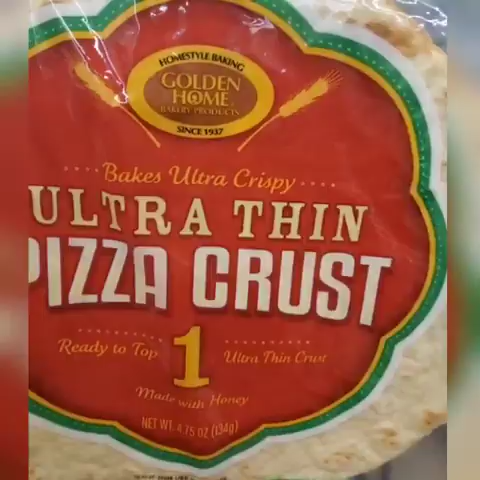 HOMESTYLE BAKING
GOLDEN
HOME
BAKERY PRODUCTS
SINCE 1937
Bakes Ultra Crispy
ULTRA THIN
PIZZA CRUST
Ready to Top
1
Ultra Thin Crust
Made with Honey
NET WT. 4.75 OZ (134g)